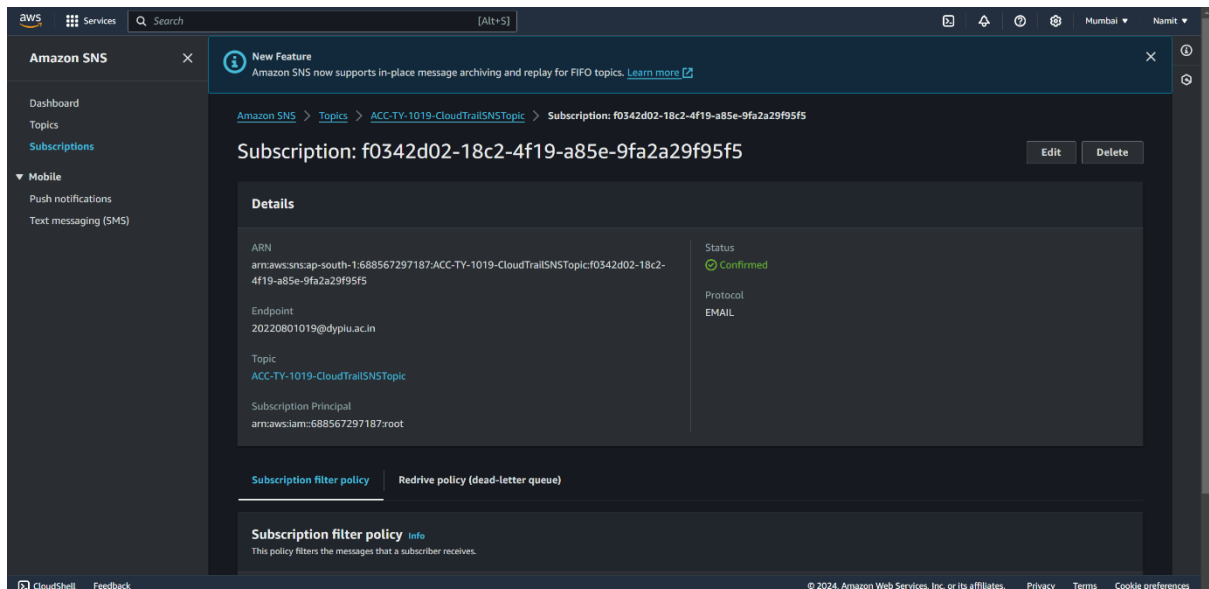 aws Services Search [Alt+S] Mumbai ▼ Namit ▼
Amazon SNS
Dashboard
Topics
Subscriptions
▼ Mobile
Push notifications
Text messaging (SMS)
New Feature
Amazon SNS now supports in-place message archiving and replay for FIFO topics. Learn more
Amazon SNS > Topics > ACC-TY-1019-CloudTrailSNSTopic > Subscription: f0342d02-18c2-4f19-a85e-9fa2a29f95f5
Subscription: f0342d02-18c2-4f19-a85e-9fa2a29f95f5
Edit Delete
Details
ARN
arn:aws:sns:ap-south-1:688567297187:ACC-TY-1019-CloudTrailSNSTopic:f0342d02-18c2-
4f19-a85e-9fa2a29f95f5
Endpoint
20220801019@dypiu.ac.in
Topic
ACC-TY-1019-CloudTrailSNSTopic
Subscription Principal
arn:aws:iam::688567297187:root
Status
Confirmed
Protocol
EMAIL
Subscription filter policy Redrive policy (dead-letter queue)
Subscription filter policy Info
This policy filters the messages that a subscriber receives.
CloudShell Feedback © 2024, Amazon Web Services, Inc. or its affiliates. Privacy Terms Cookie preferences